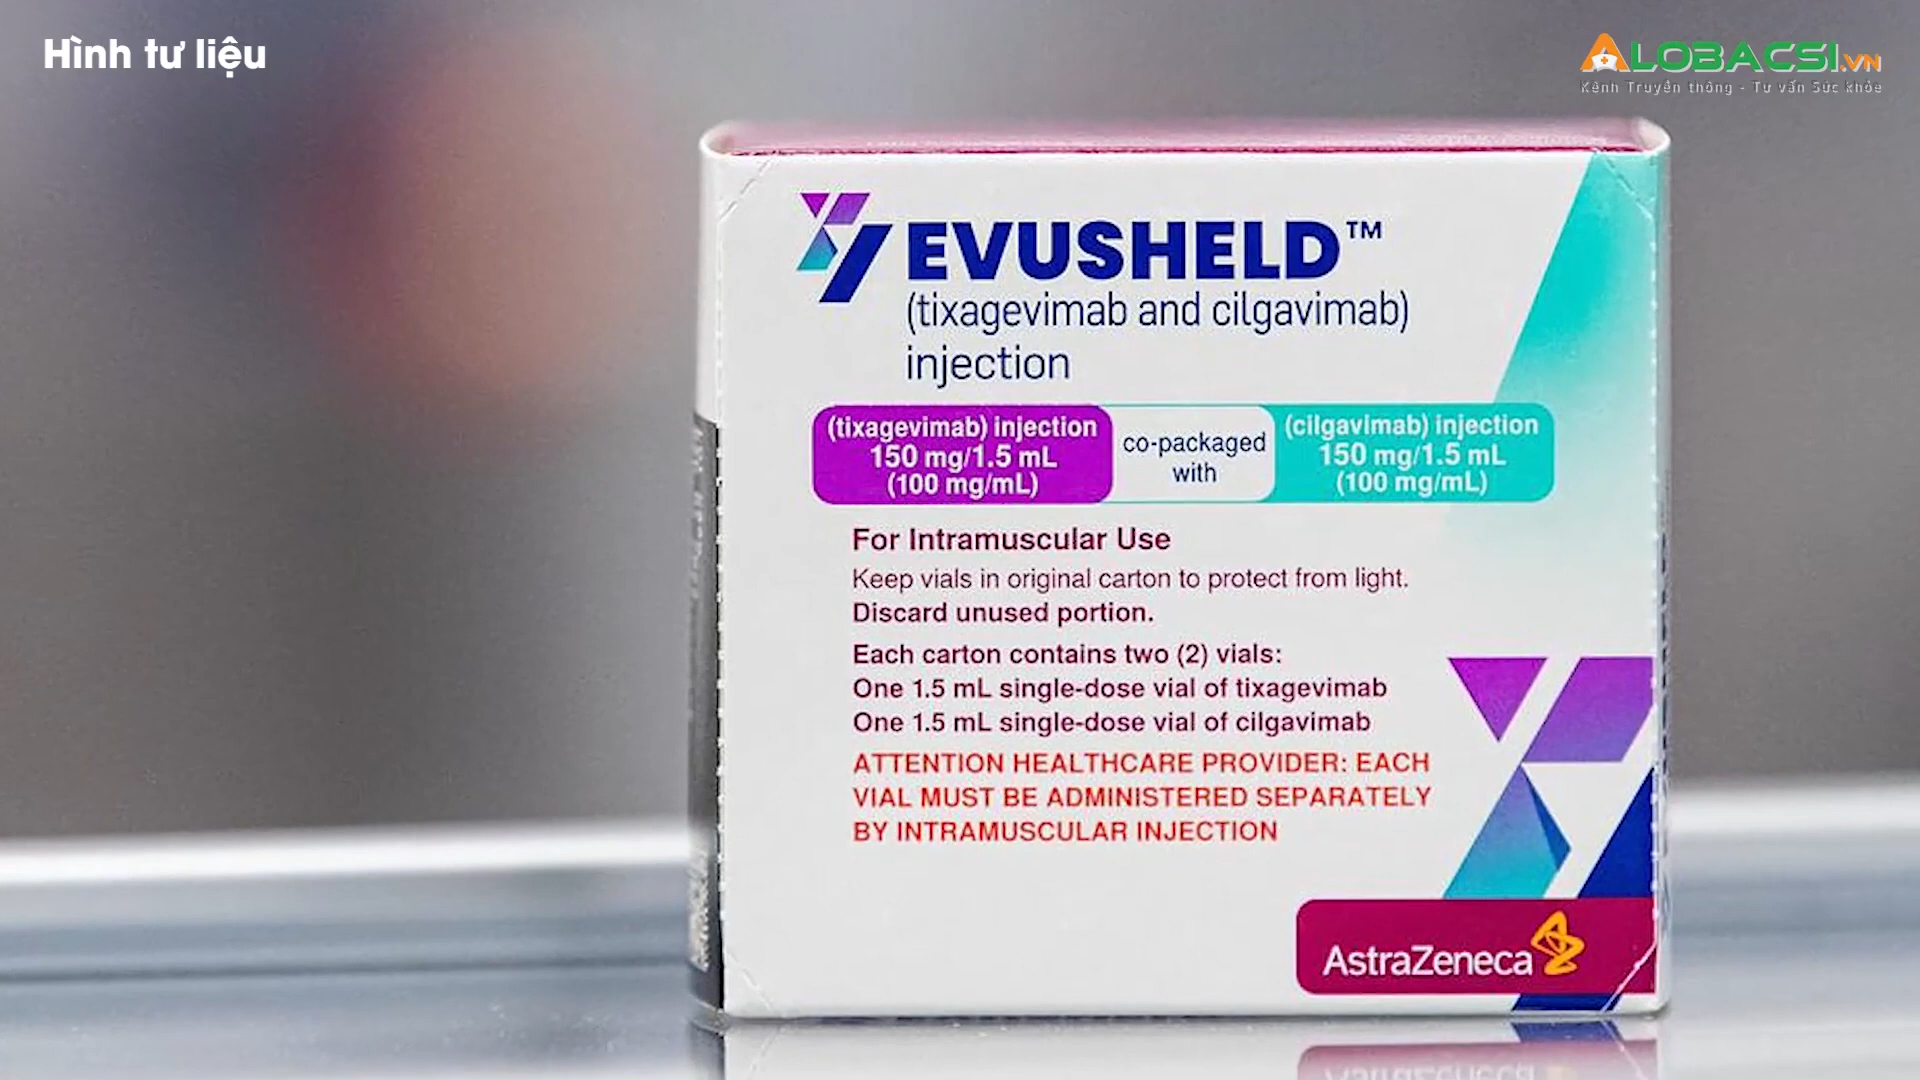 Hình tư liệu
ALOBACSI.VN
Kênh Truyền thông - Tư vấn Sức khỏe
EVUSHELD™
(tixagevimab and cilgavimab)
injection
(tixagevimab) injection
150 mg/1.5 mL
(100 mg/mL)
co-packaged
with
(cilgavimab) injection
150 mg/1.5 mL
(100 mg/mL)
For Intramuscular Use
Keep vials in original carton to protect from light.
Discard unused portion.
Each carton contains two (2) vials:
One 1.5 mL single-dose vial of tixagevimab
One 1.5 mL single-dose vial of cilgavimab
ATTENTION HEALTHCARE PROVIDER: EACH
VIAL MUST BE ADMINISTERED SEPARATELY
BY INTRAMUSCULAR INJECTION
AstraZeneca